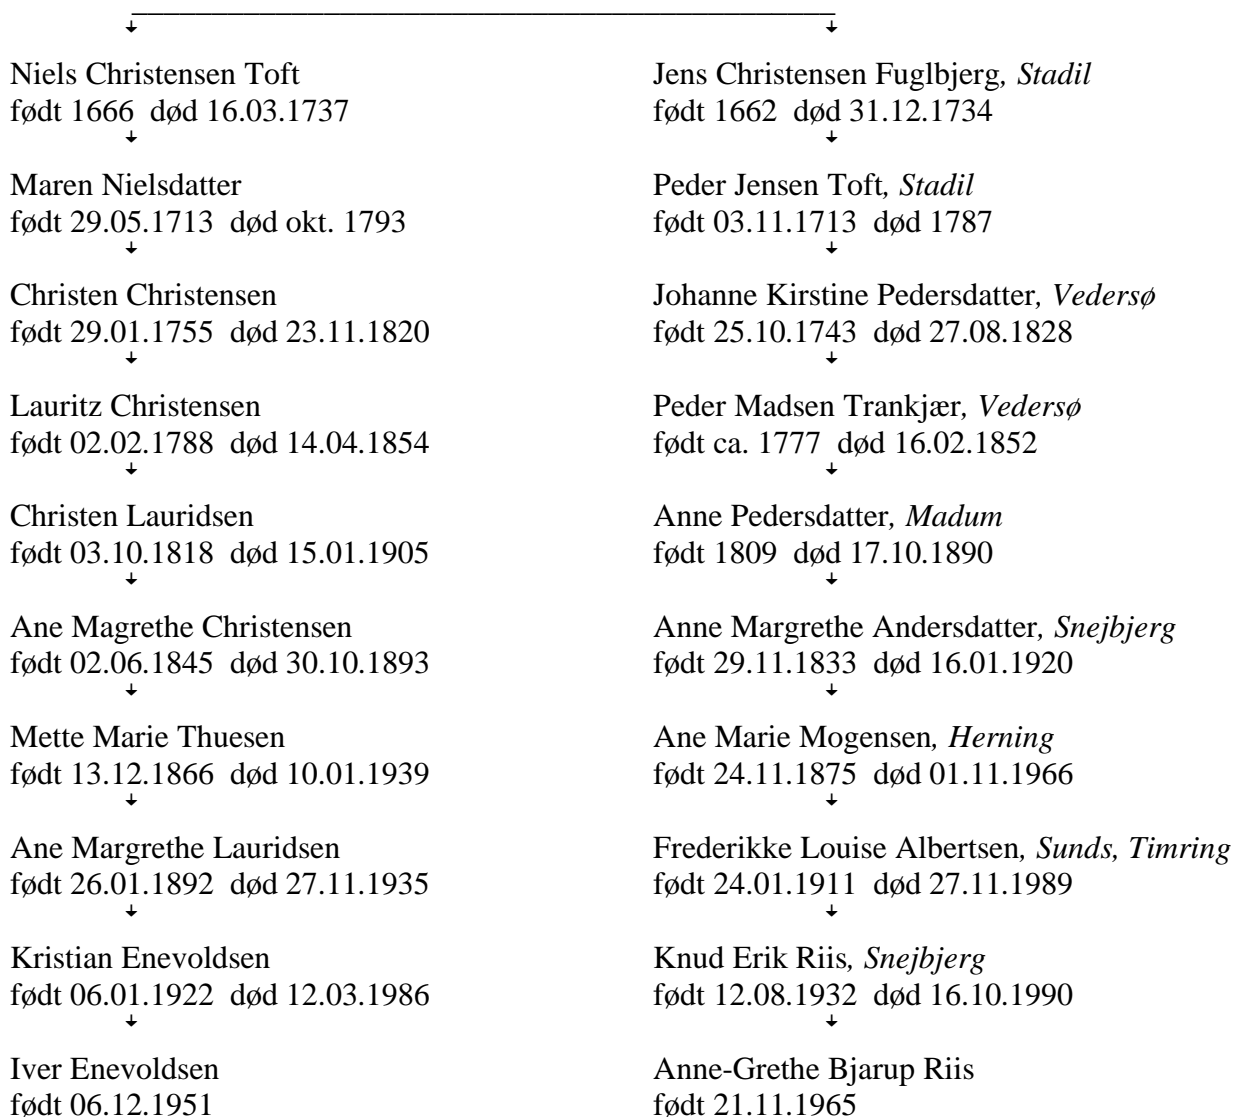 Niels Christensen Toft
født 1666 død 16.03.1737
Maren Nielsdatter
født 29.05.1713 død okt. 1793
Christen Christensen
født 29.01.1755 død 23.11.1820
Lauritz Christensen
født 02.02.1788 død 14.04.1854
Christen Lauridsen
født 03.10.1818 død 15.01.1905
Ane Magrethe Christensen
født 02.06.1845 død 30.10.1893
Mette Marie Thuesen
født 13.12.1866 død 10.01.1939
Ane Margrethe Lauridsen
født 26.01.1892 død 27.11.1935
Kristian Enevoldsen
født 06.01.1922 død 12.03.1986
Iver Enevoldsen
født 06.12.1951
Jens Christensen Fuglbjerg, Stadil
født 1662 død 31.12.1734
Peder Jensen Toft, Stadil
født 03.11.1713 død 1787
Johanne Kirstine Pedersdatter, Vedersø
født 25.10.1743 død 27.08.1828
Peder Madsen Trankjær, Vedersø
født ca. 1777 død 16.02.1852
Anne Pedersdatter, Madum
født 1809 død 17.10.1890
Anne Margrethe Andersdatter, Snejbjerg
født 29.11.1833 død 16.01.1920
Ane Marie Mogensen, Herning
født 24.11.1875 død 01.11.1966
Frederikke Louise Albertsen, Sunds, Timring
født 24.01.1911 død 27.11.1989
Knud Erik Riis, Snejbjerg
født 12.08.1932 død 16.10.1990
Anne-Grethe Bjarup Riis
født 21.11.1965